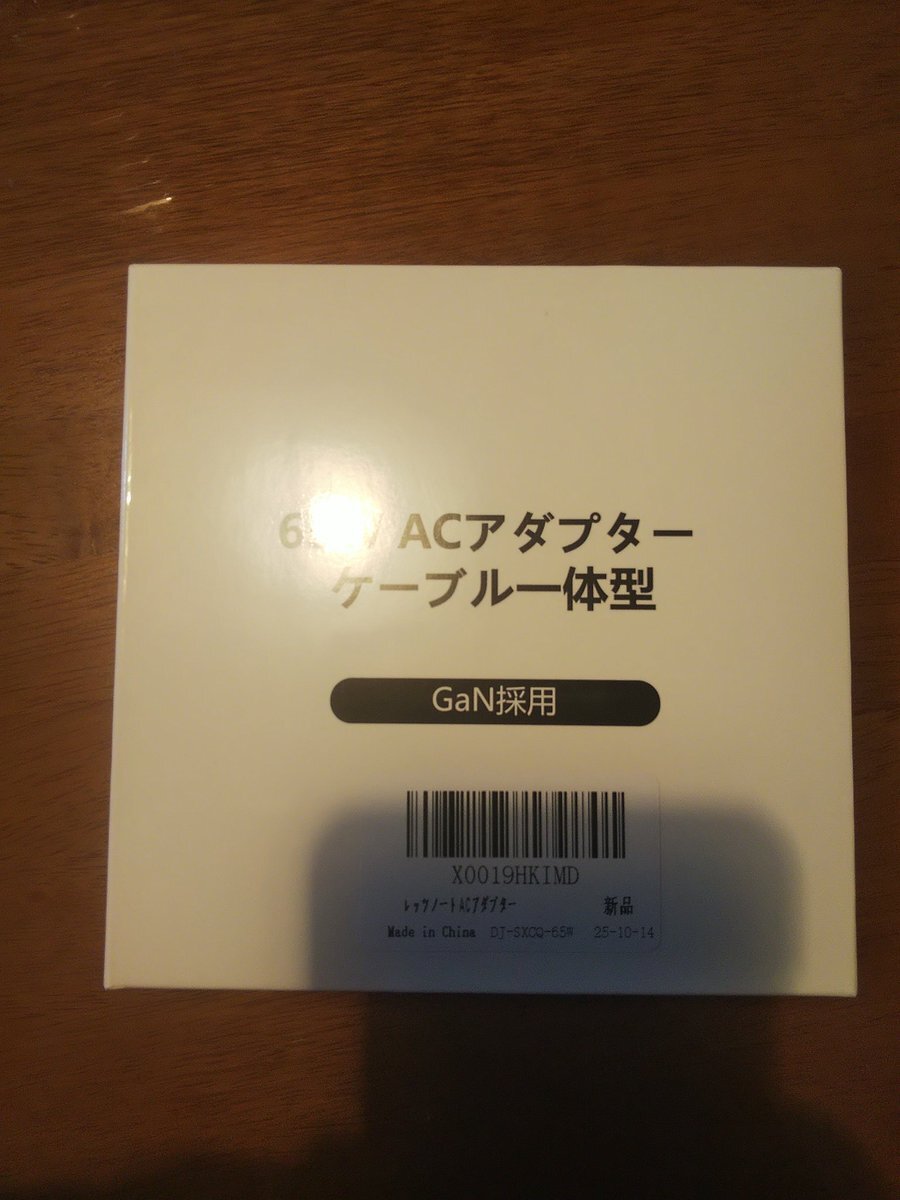 ACアダプター
ケーブル一体型
GaN採用
X0019HKIMD
レッツノートACアダプター 新品
Made in China DJ-SXCQ-65W 25-10-14